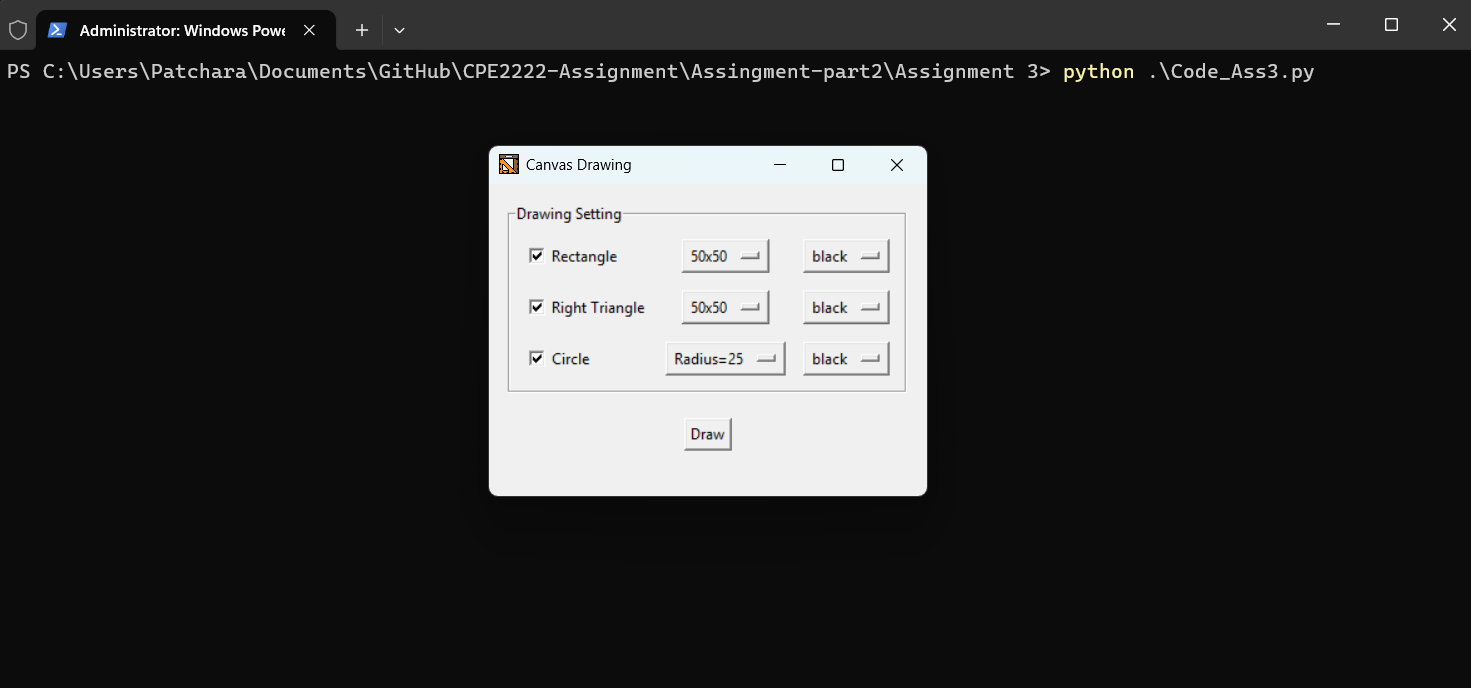 Administrator: Windows Powe
PS C:\Users\Patchara\Documents\GitHub\CPE2222-Assignment\Assingment-part2\Assignment 3> python .\Code_Ass3.py
Canvas Drawing
Drawing Setting
Rectangle 50x50 black
Right Triangle 50x50 black
Circle Radius=25 black
Draw